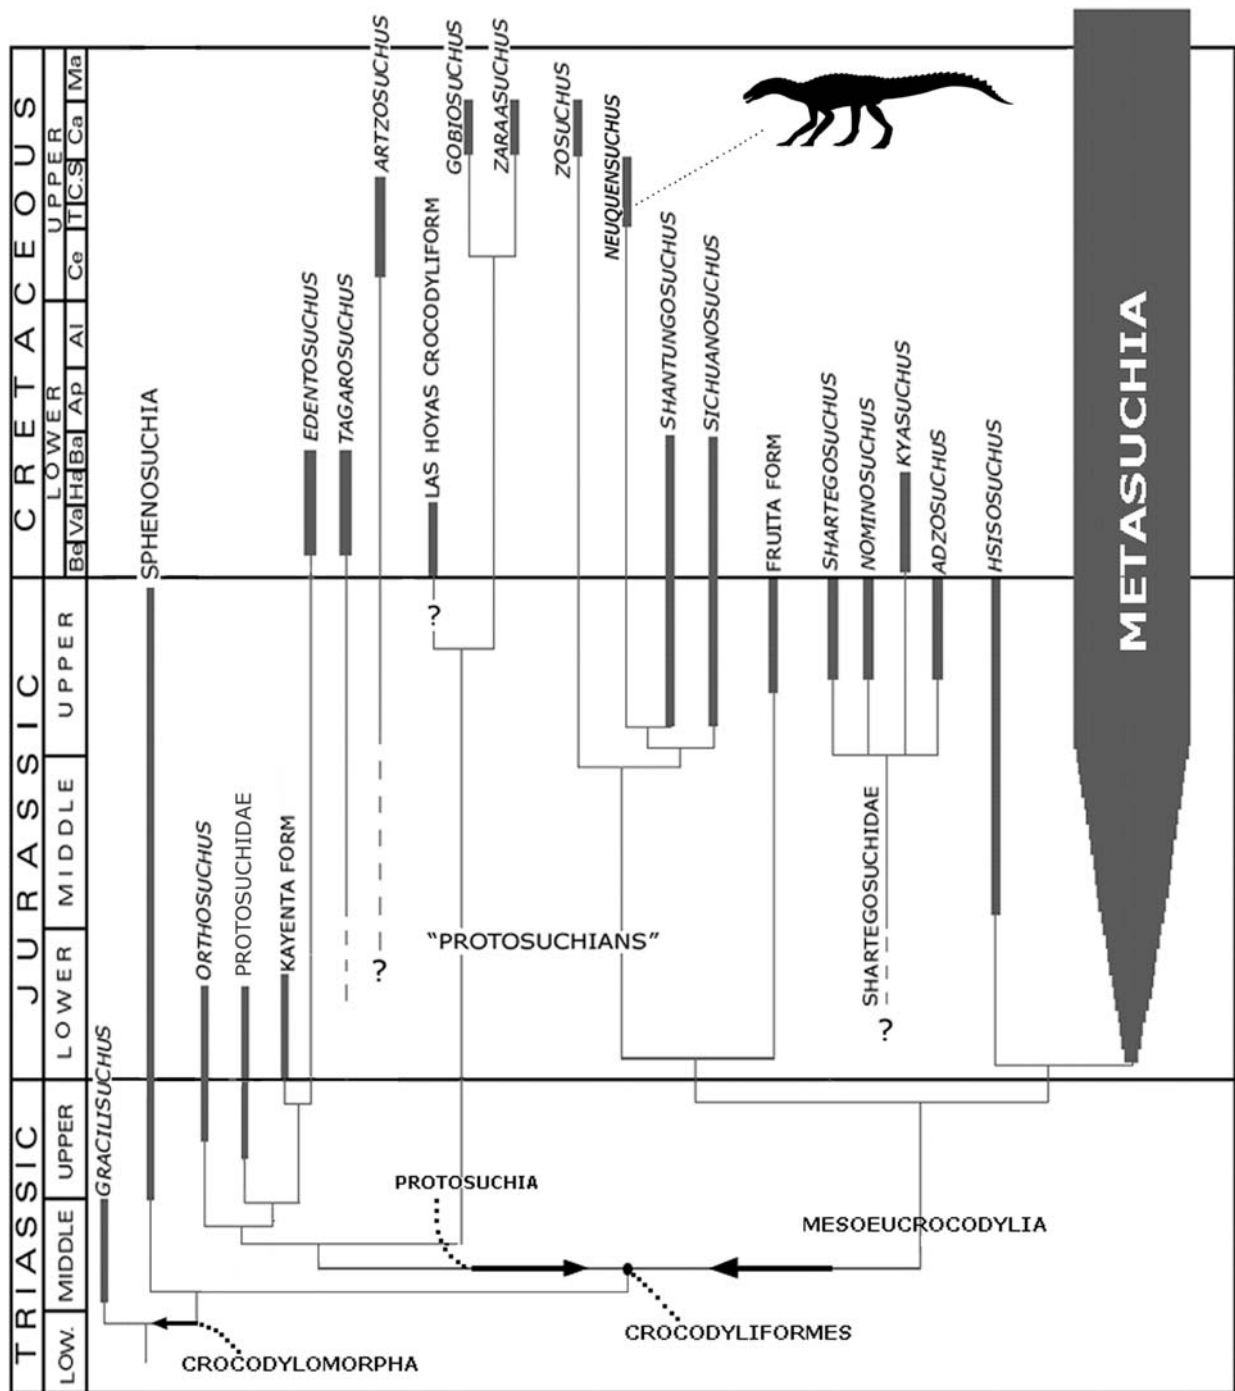 CRETACEOUS
UPPER
Ma
Ca
C.S
T
Ce
LOWER
Al
Ap
Ba
Ha
Va
Be
JURASSIC
UPPER
MIDDLE
LOWER
TRIASSIC
UPPER
MIDDLE
LOW.
GRACILISUCHUS
SPHENOSUCHIA
ORTHOSUCHUS
PROTOSUCHIDAE
KAYENTA FORM
EDENTOSUCHUS
TAGAROSUCHUS
ARTZOSUCHUS
?
LAS HOYAS CROCODYLIFORM
?
GOBIOSUCHUS
ZARAASUCHUS
ZOSUCHUS
NEUQUENSUCHUS
SHANTUNGOSUCHUS
SICHUANOSUCHUS
FRUITA FORM
SHARTEGOSUCHUS
NOMINOSUCHUS
KYASUCHUS
ADZOSUCHUS
SHARTEGOSUCHIDAE
?
HSISOSUCHUS
METASUCHIA
“PROTOSUCHIANS”
PROTOSUCHIA
MESOEUCROCODYLIA
CROCODYLIFORMES
CROCODYLOMORPHA